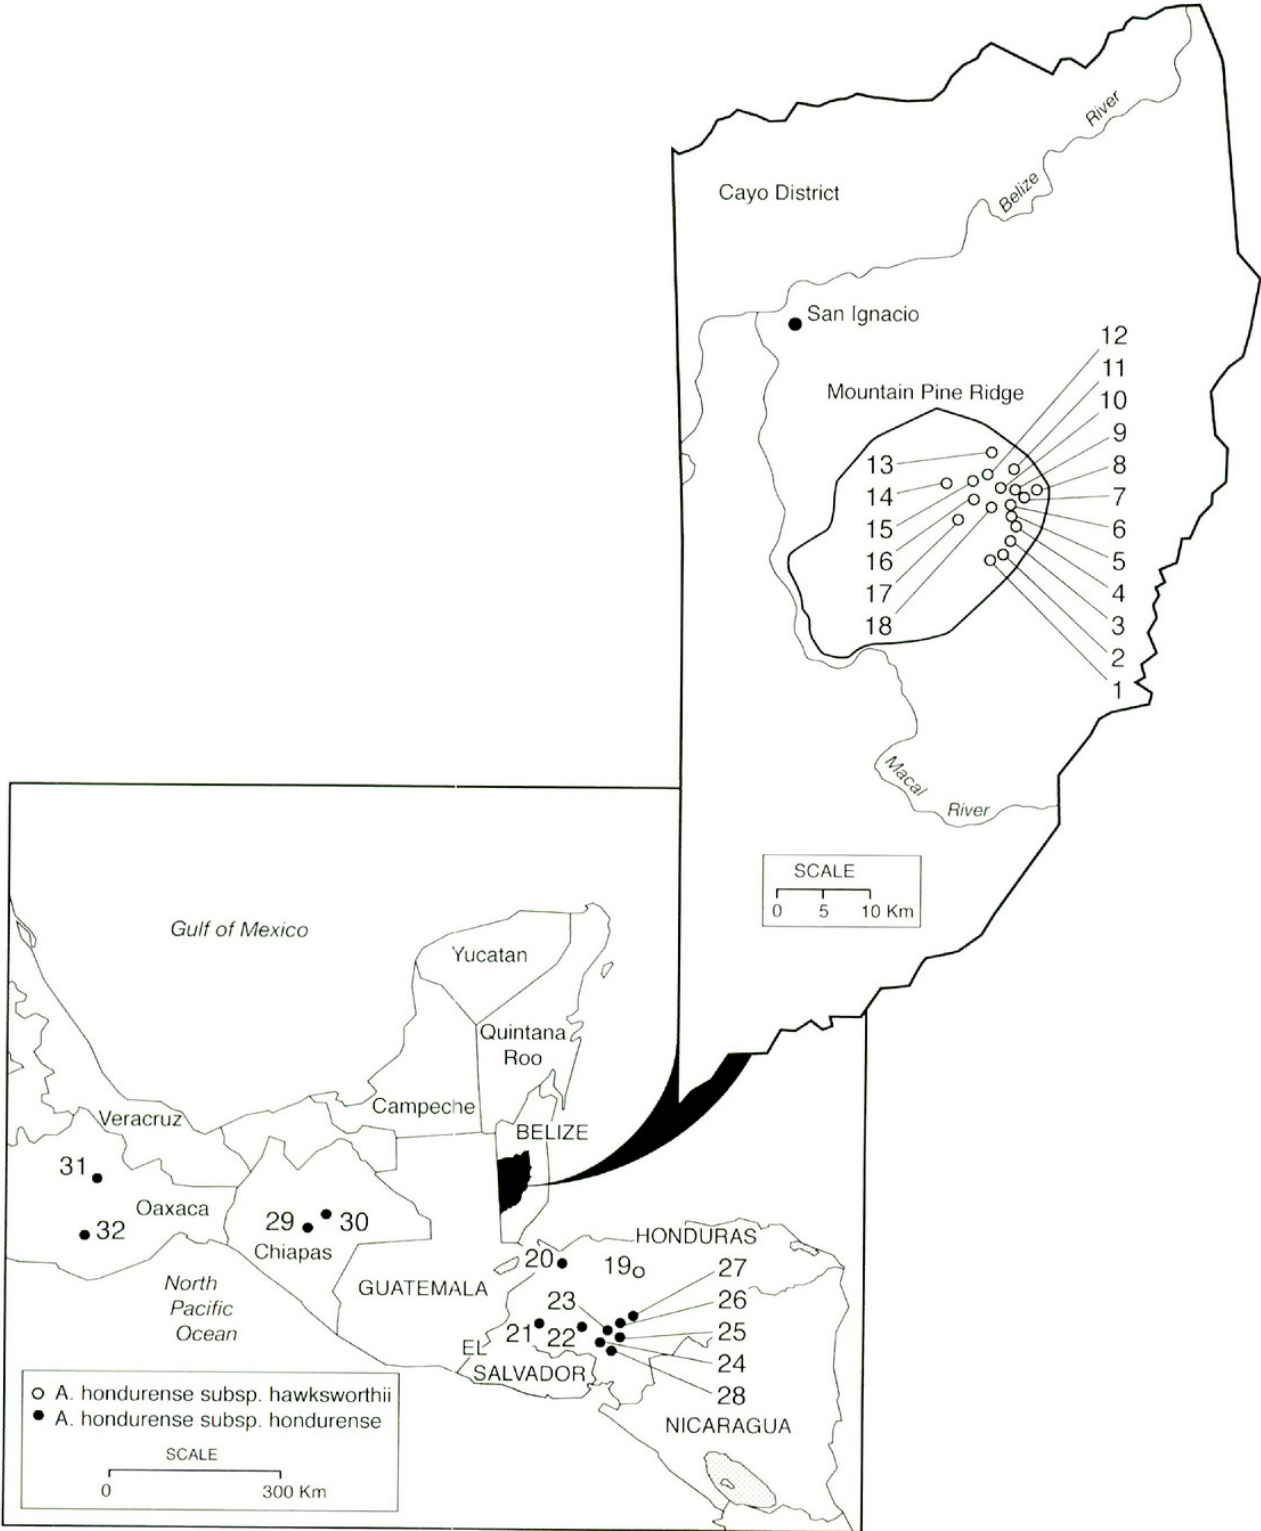 River
Belize
Cayo District
San Ignacio
Mountain Pine Ridge
12
11
10
9
8
7
6
5
4
3
2
1
13
14
15
16
17
18
Macal
River
SCALE
0 5 10 Km
Gulf of Mexico
Yucatan
Quintana
Roo
Campeche
Veracruz
BELIZE
31
Oaxaca
32
29
30
Chiapas
North
Pacific
Ocean
GUATEMALA
HONDURAS
20
19
27
23
26
21
22
25
24
28
EL
SALVADOR
NICARAGUA
A. hondurense subsp. hawksworthii
A. hondurense subsp. hondurense
SCALE
0 300 Km